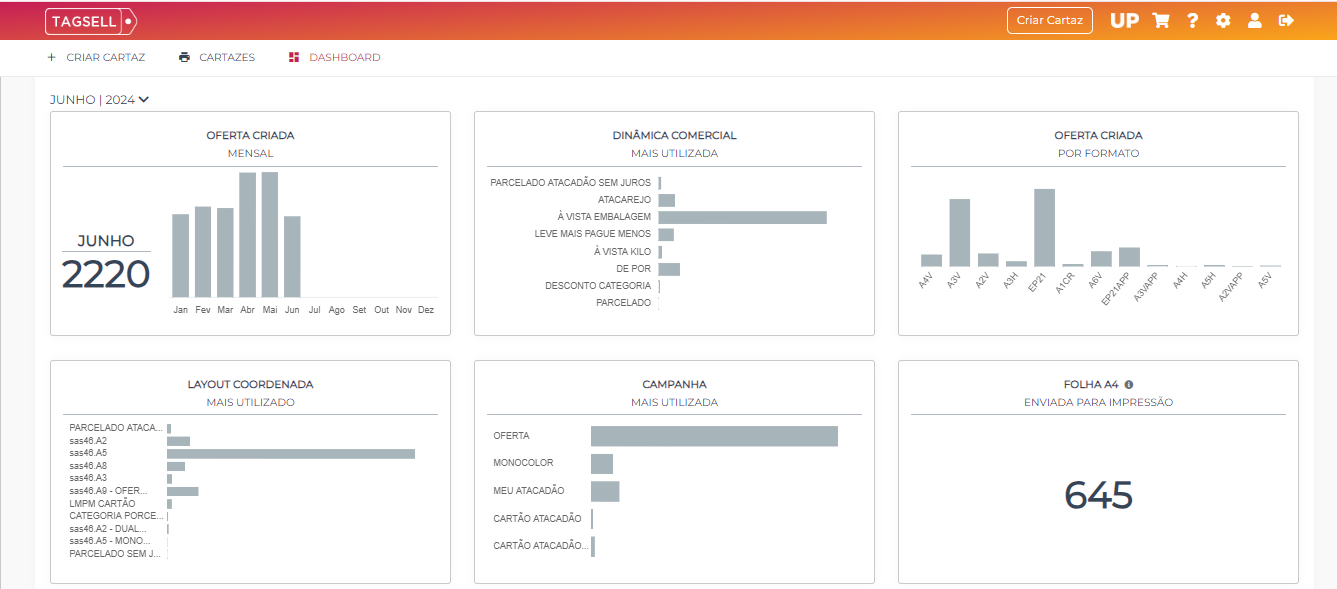 TAGSELL
Criar Cartaz
UP
?
+ CRIAR CARTAZ
CARTAZES
DASHBOARD
JUNHO | 2024
OFERTA CRIADA
MENSAL
JUNHO
2220
Jan Fev Mar Abr Mai Jun Jul Ago Set Out Nov Dez
DINÂMICA COMERCIAL
MAIS UTILIZADA
PARCELADO ATACADÃO SEM JUROS
ATACAREJO
À VISTA EMBALAGEM
LEVE MAIS PAGUE MENOS
À VISTA KILO
DE POR
DESCONTO CATEGORIA
PARCELADO
OFERTA CRIADA
POR FORMATO
A4V A3V A2V A3H EP21 A1CR A6V EP21APP A3VAPP A4H A5H A2VAPP A5V
LAYOUT COORDENADA
MAIS UTILIZADO
PARCELADO ATACA...
sas46.A2
sas46.A5
sas46.A8
sas46.A3
sas46.A9 - OFER...
LMPM CARTÃO
CATEGORIA PORCE...
sas46.A2 - DUAL...
sas46.A5 - MONO...
PARCELADO SEM J...
CAMPANHA
MAIS UTILIZADA
OFERTA
MONOCOLOR
MEU ATACADÃO
CARTÃO ATACADÃO
CARTÃO ATACADÃO...
FOLHA A4
ENVIADA PARA IMPRESSÃO
645